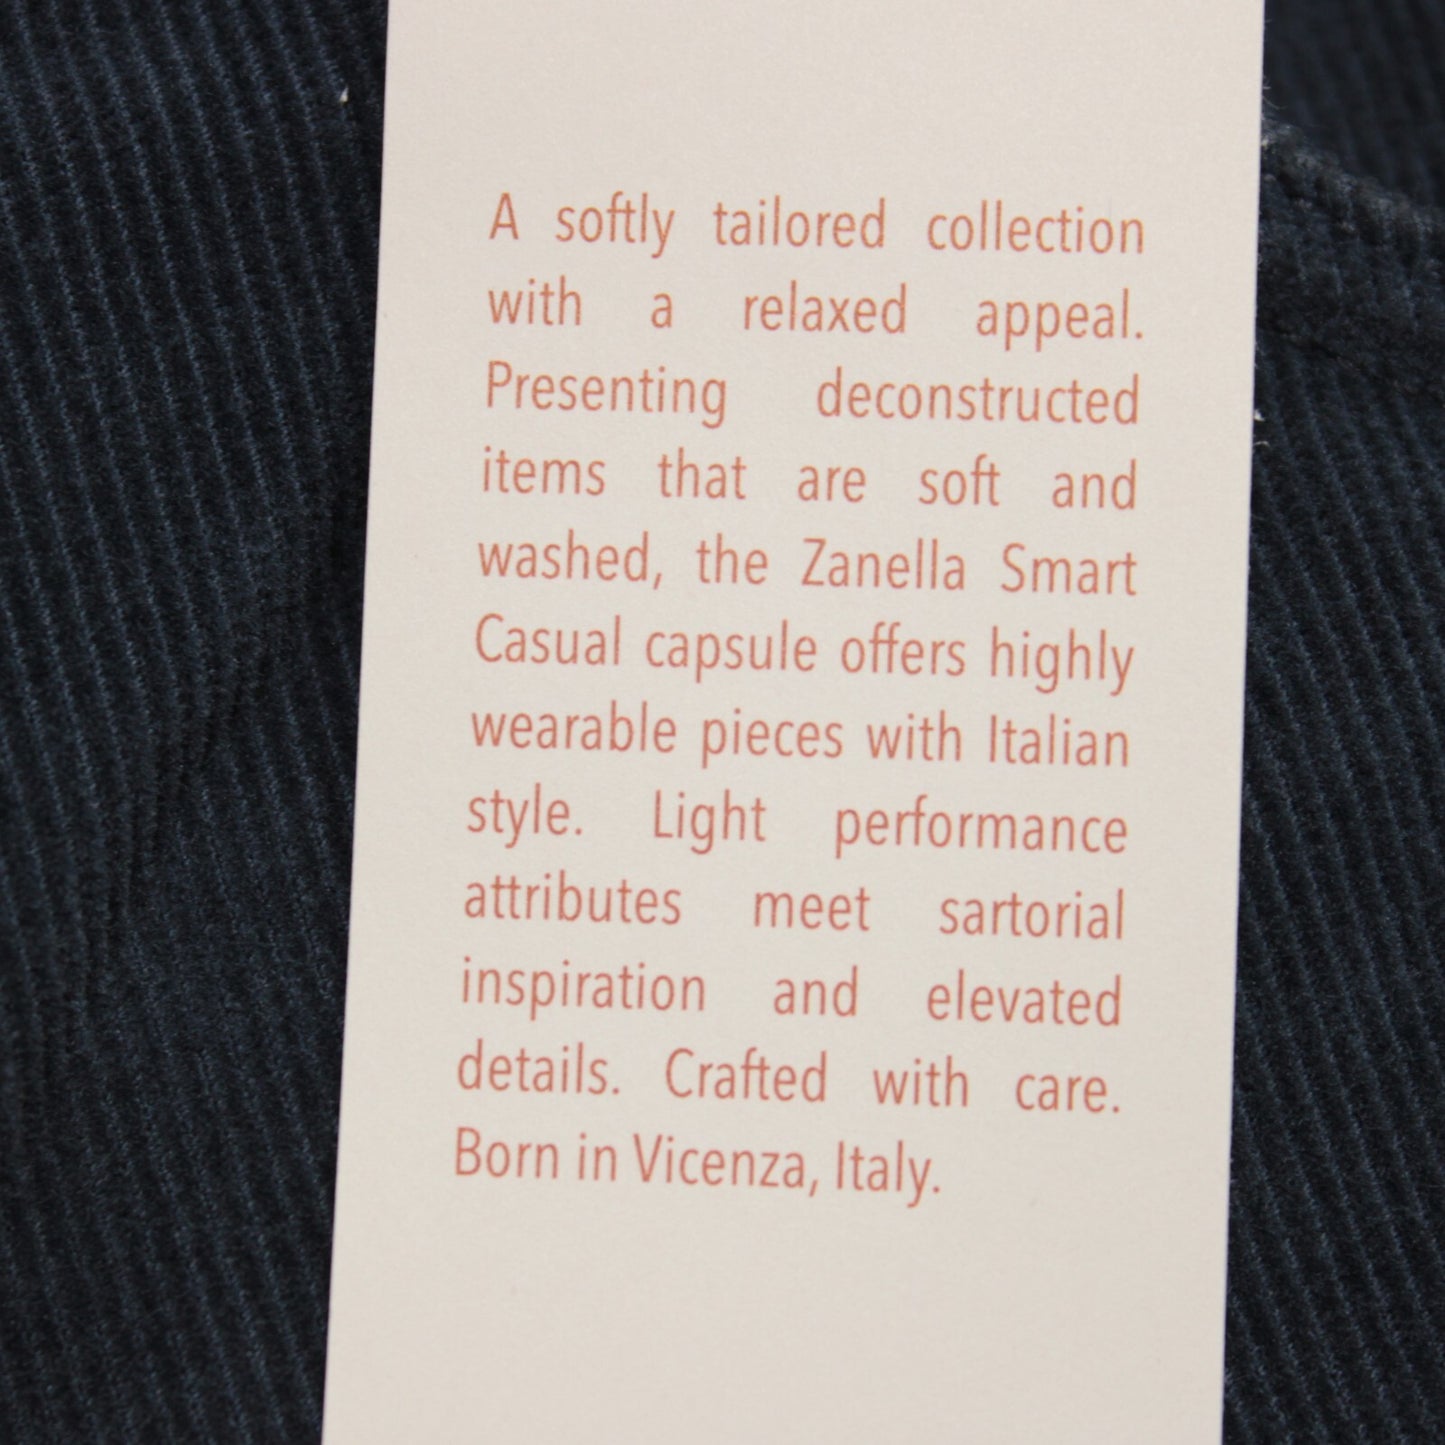 A softly tailored collection
with a relaxed appeal.
Presenting deconstructed
items that are soft and
washed, the Zanella Smart
Casual capsule offers highly
wearable pieces with Italian
style. Light performance
attributes meet sartorial
inspiration and elevated
details. Crafted with care.
Born in Vicenza, Italy.